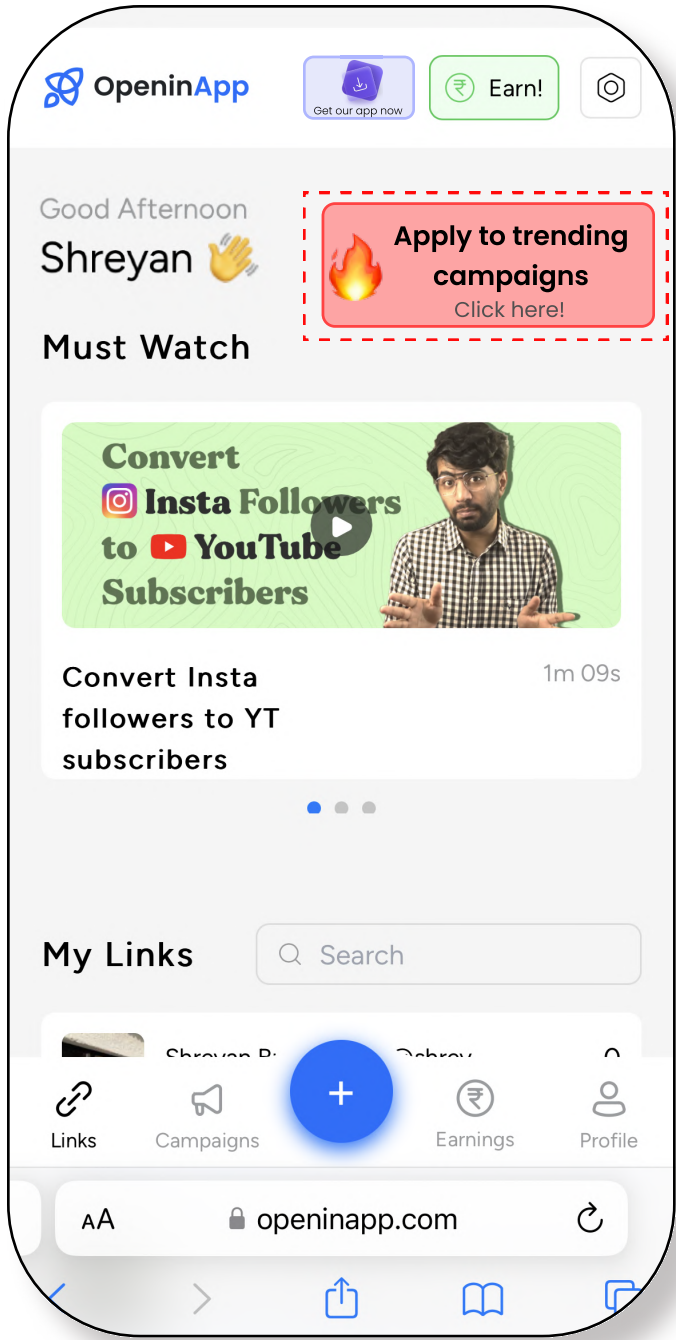 OpeninApp
Get our app now
₹ Earn!
Good Afternoon
Shreyan
Apply to trending
campaigns
Click here!
Must Watch
Convert
Insta Followers
to YouTube
Subscribers
Convert Insta
followers to YT
subscribers
1m 09s
My Links
Search
Shreyan
Links
Campaigns
+
₹
Earnings
Profile
AA
openinapp.com